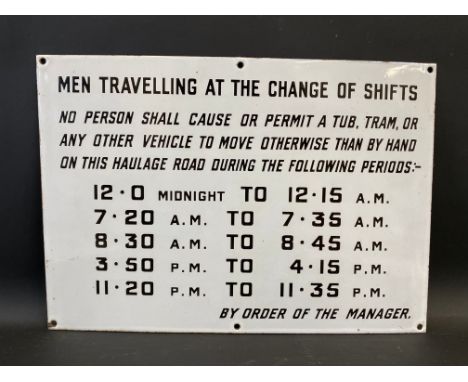 MEN TRAVELLING AT THE CHANGE OF SHIFTS
NO PERSON SHALL CAUSE OR PERMIT A TUB, TRAM, OR
ANY OTHER VEHICLE TO MOVE OTHERWISE THAN BY HAND
ON THIS HAULAGE ROAD DURING THE FOLLOWING PERIODS:-
12·0 MIDNIGHT TO 12·15 A.M.
7·20 A.M. TO 7·35 A.M.
8·30 A.M. TO 8·45 A.M.
3·50 P.M. TO 4·15 P.M.
11·20 P.M. TO 11·35 P.M.
BY ORDER OF THE MANAGER.